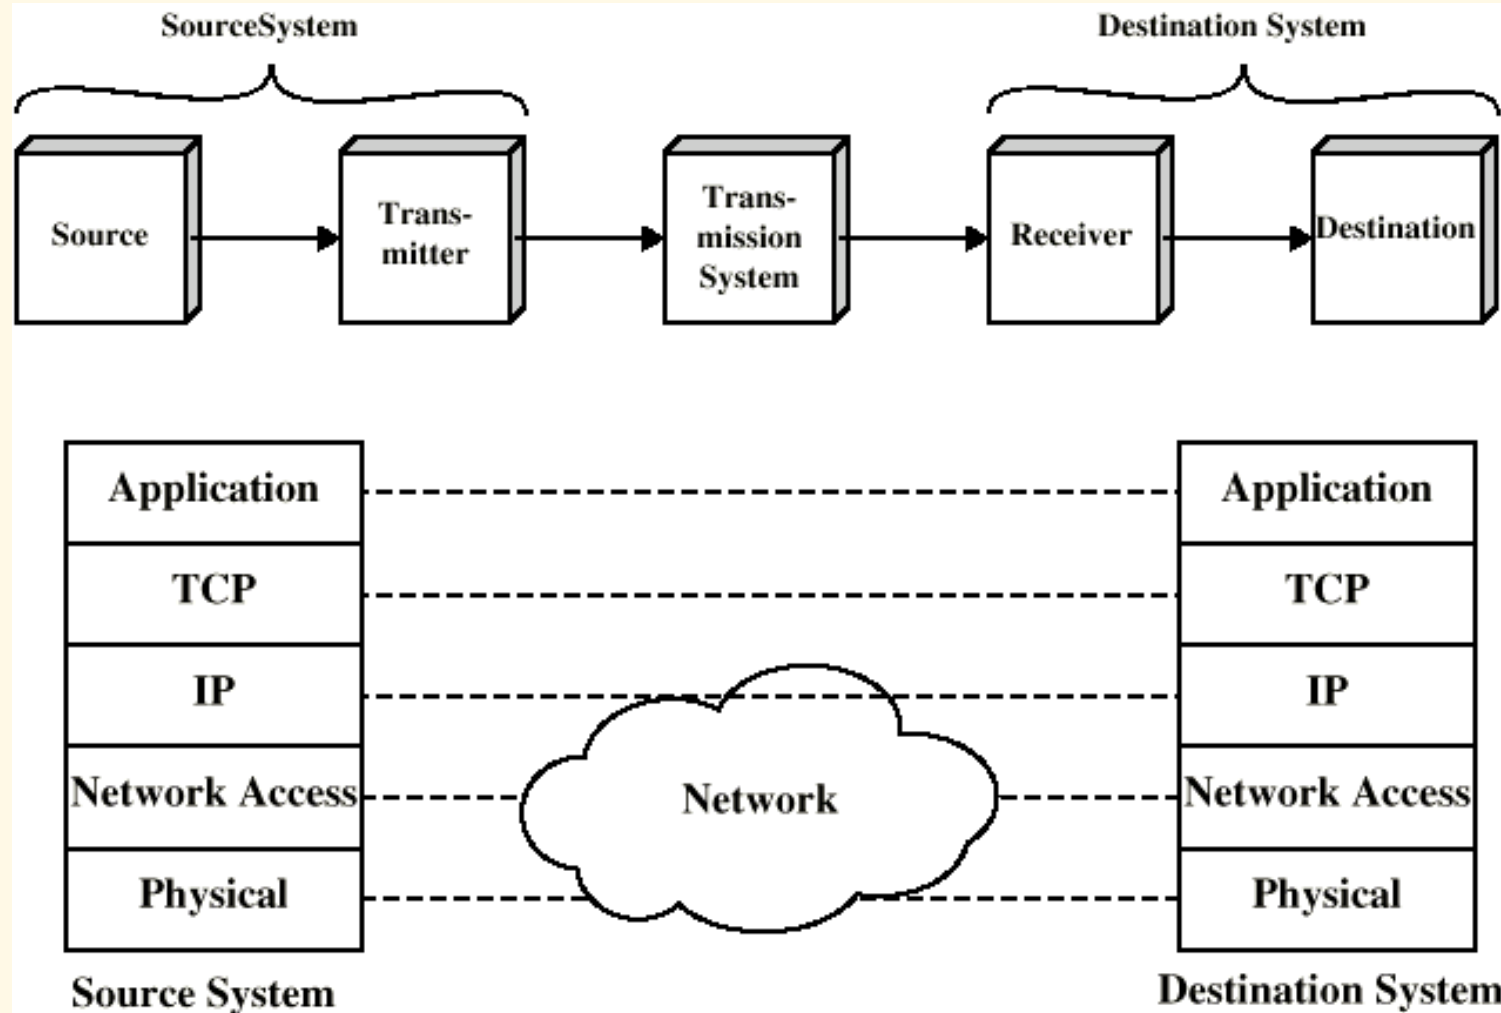 SourceSystem
Destination System
Source
Trans-
mitter
Trans-
mission
System
Receiver
Destination
Application
TCP
IP
Network Access
Physical
Source System
Network
Application
TCP
IP
Network Access
Physical
Destination System